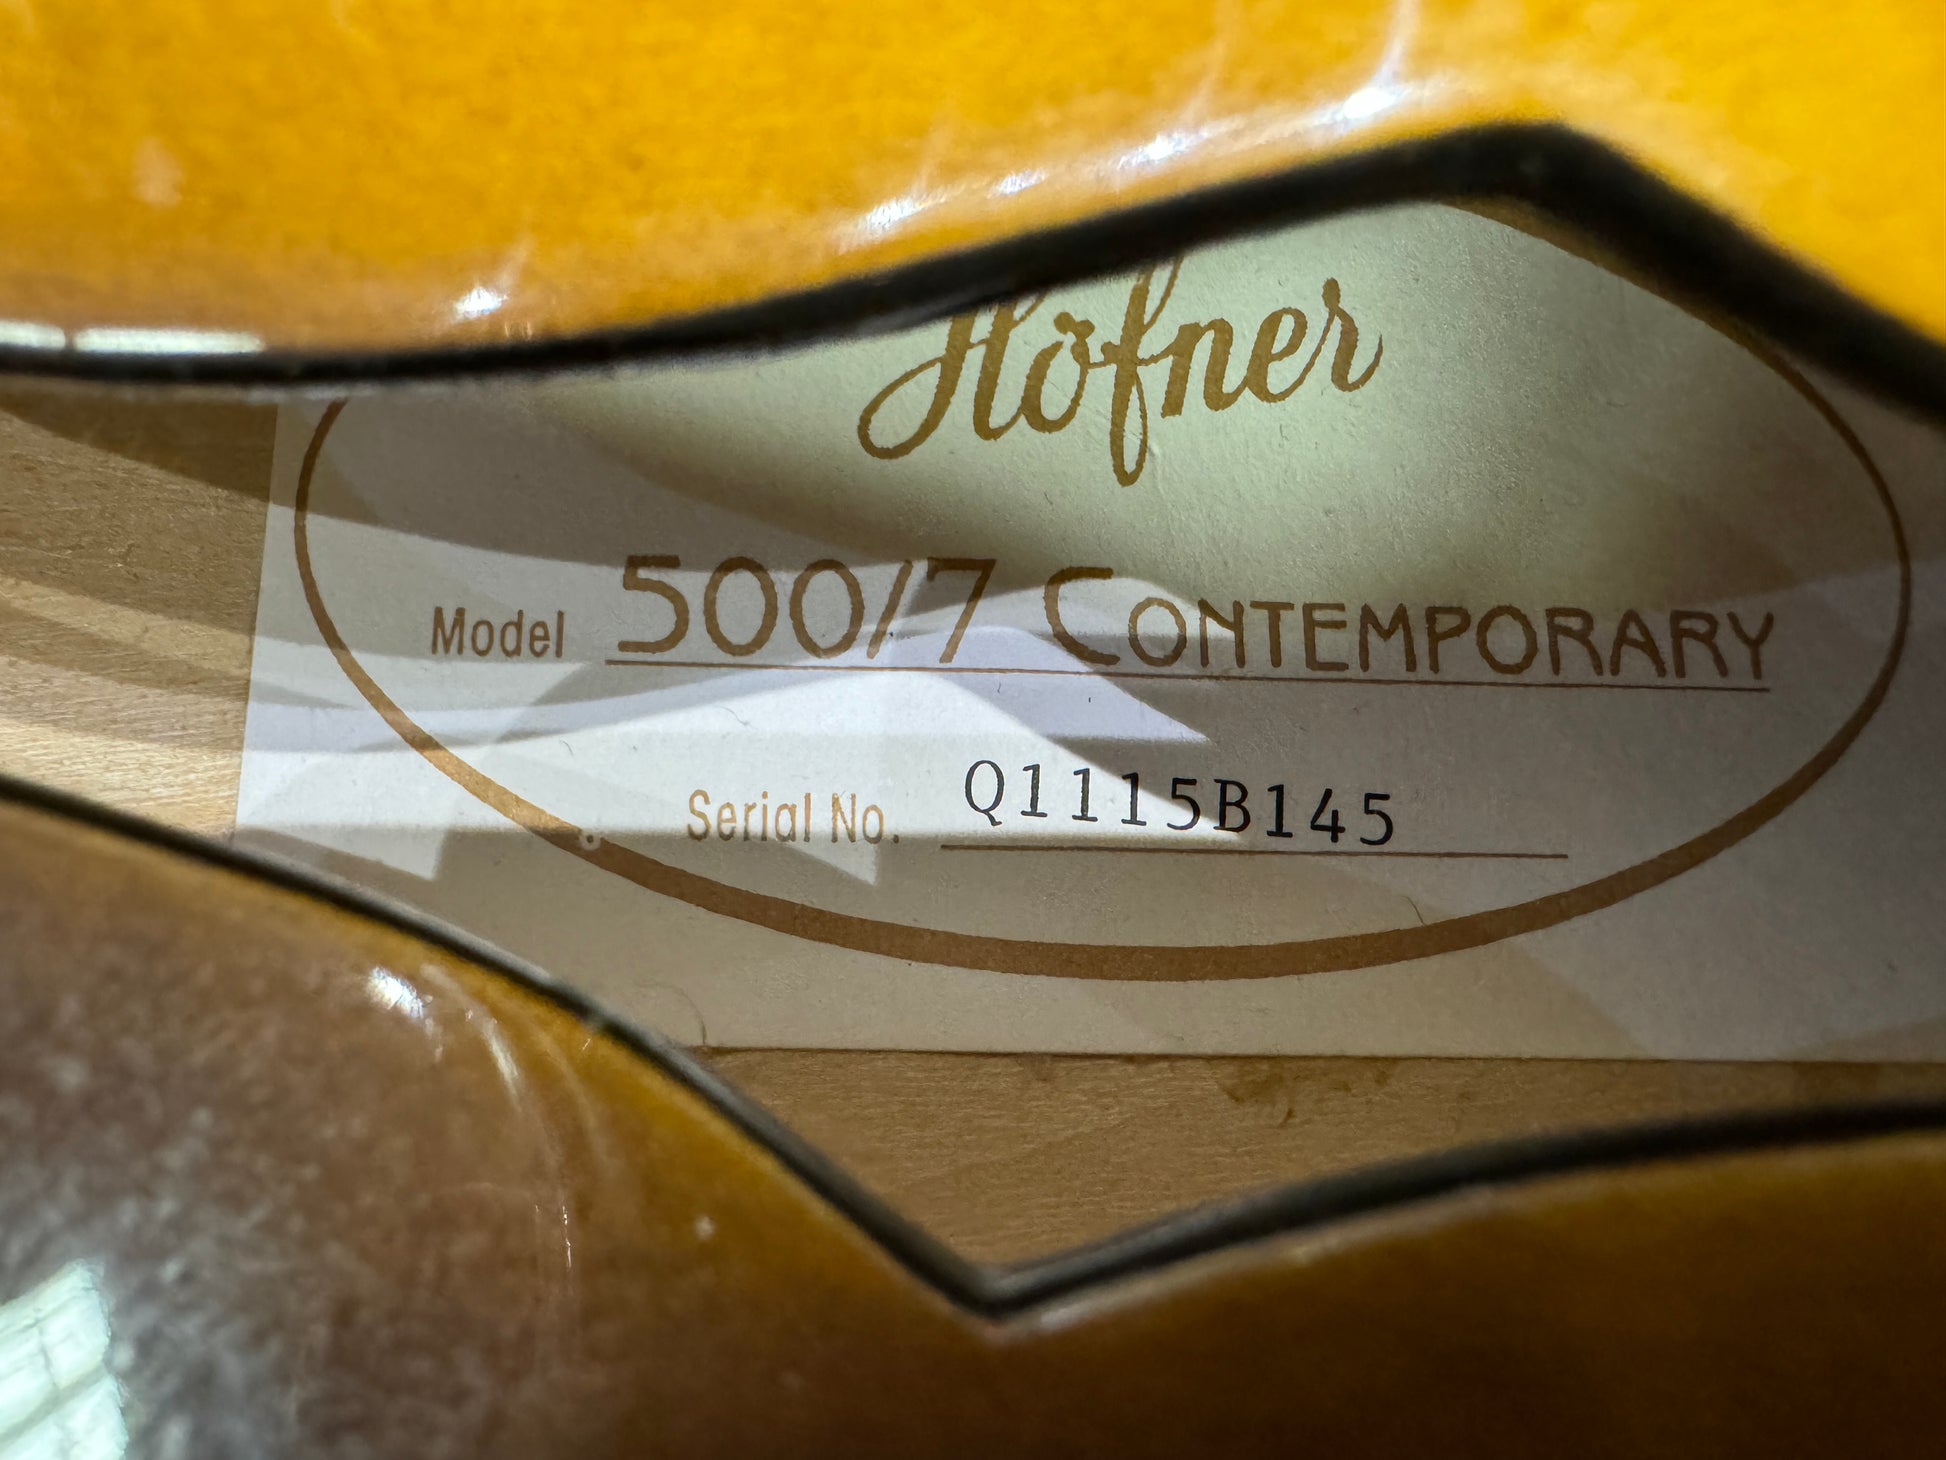 Höfner
Model 500/7 CONTEMPORARY
Serial No. Q1115B145